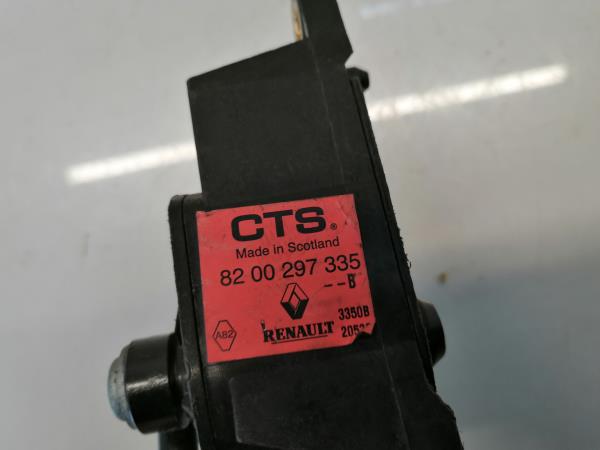 CTS®
Made in Scotland
82 00 297 335
--B
3350B
A82 RENAULT